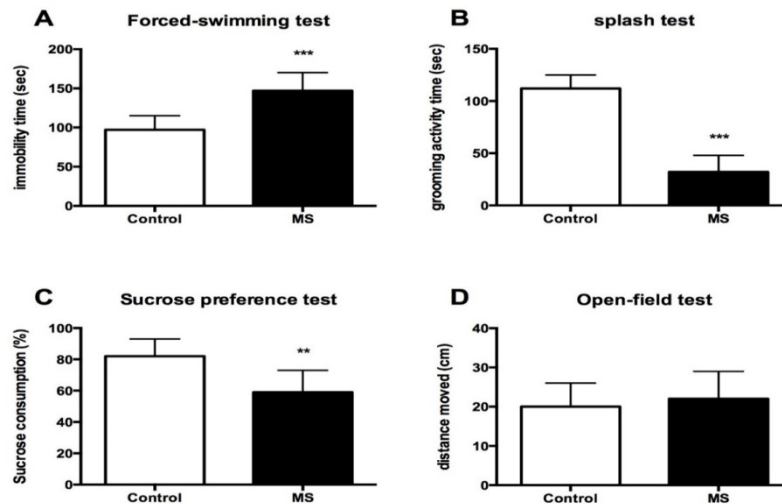 A
Forced-swimming test
immobility time (sec)
200
150
100
50
0
***
Control
MS
B
splash test
grooming activity time (sec)
150
100
50
0
***
Control
MS
C
Sucrose preference test
Sucrose consumption (%)
100
80
60
40
20
0
**
Control
MS
D
Open-field test
distance moved (cm)
40
30
20
10
0
Control
MS